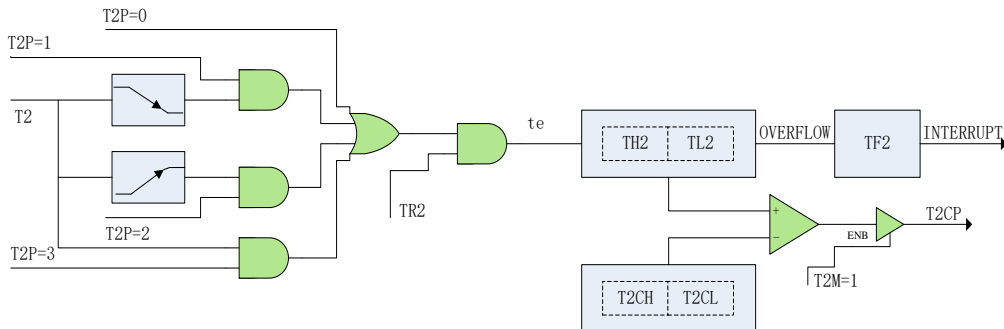 T2P=0
T2P=1
T2
T2P=2
T2P=3
TR2
te
TH2
TL2
OVERFLOW
TF2
INTERRUPT
+
−
ENB
T2CP
T2M=1
T2CH
T2CL